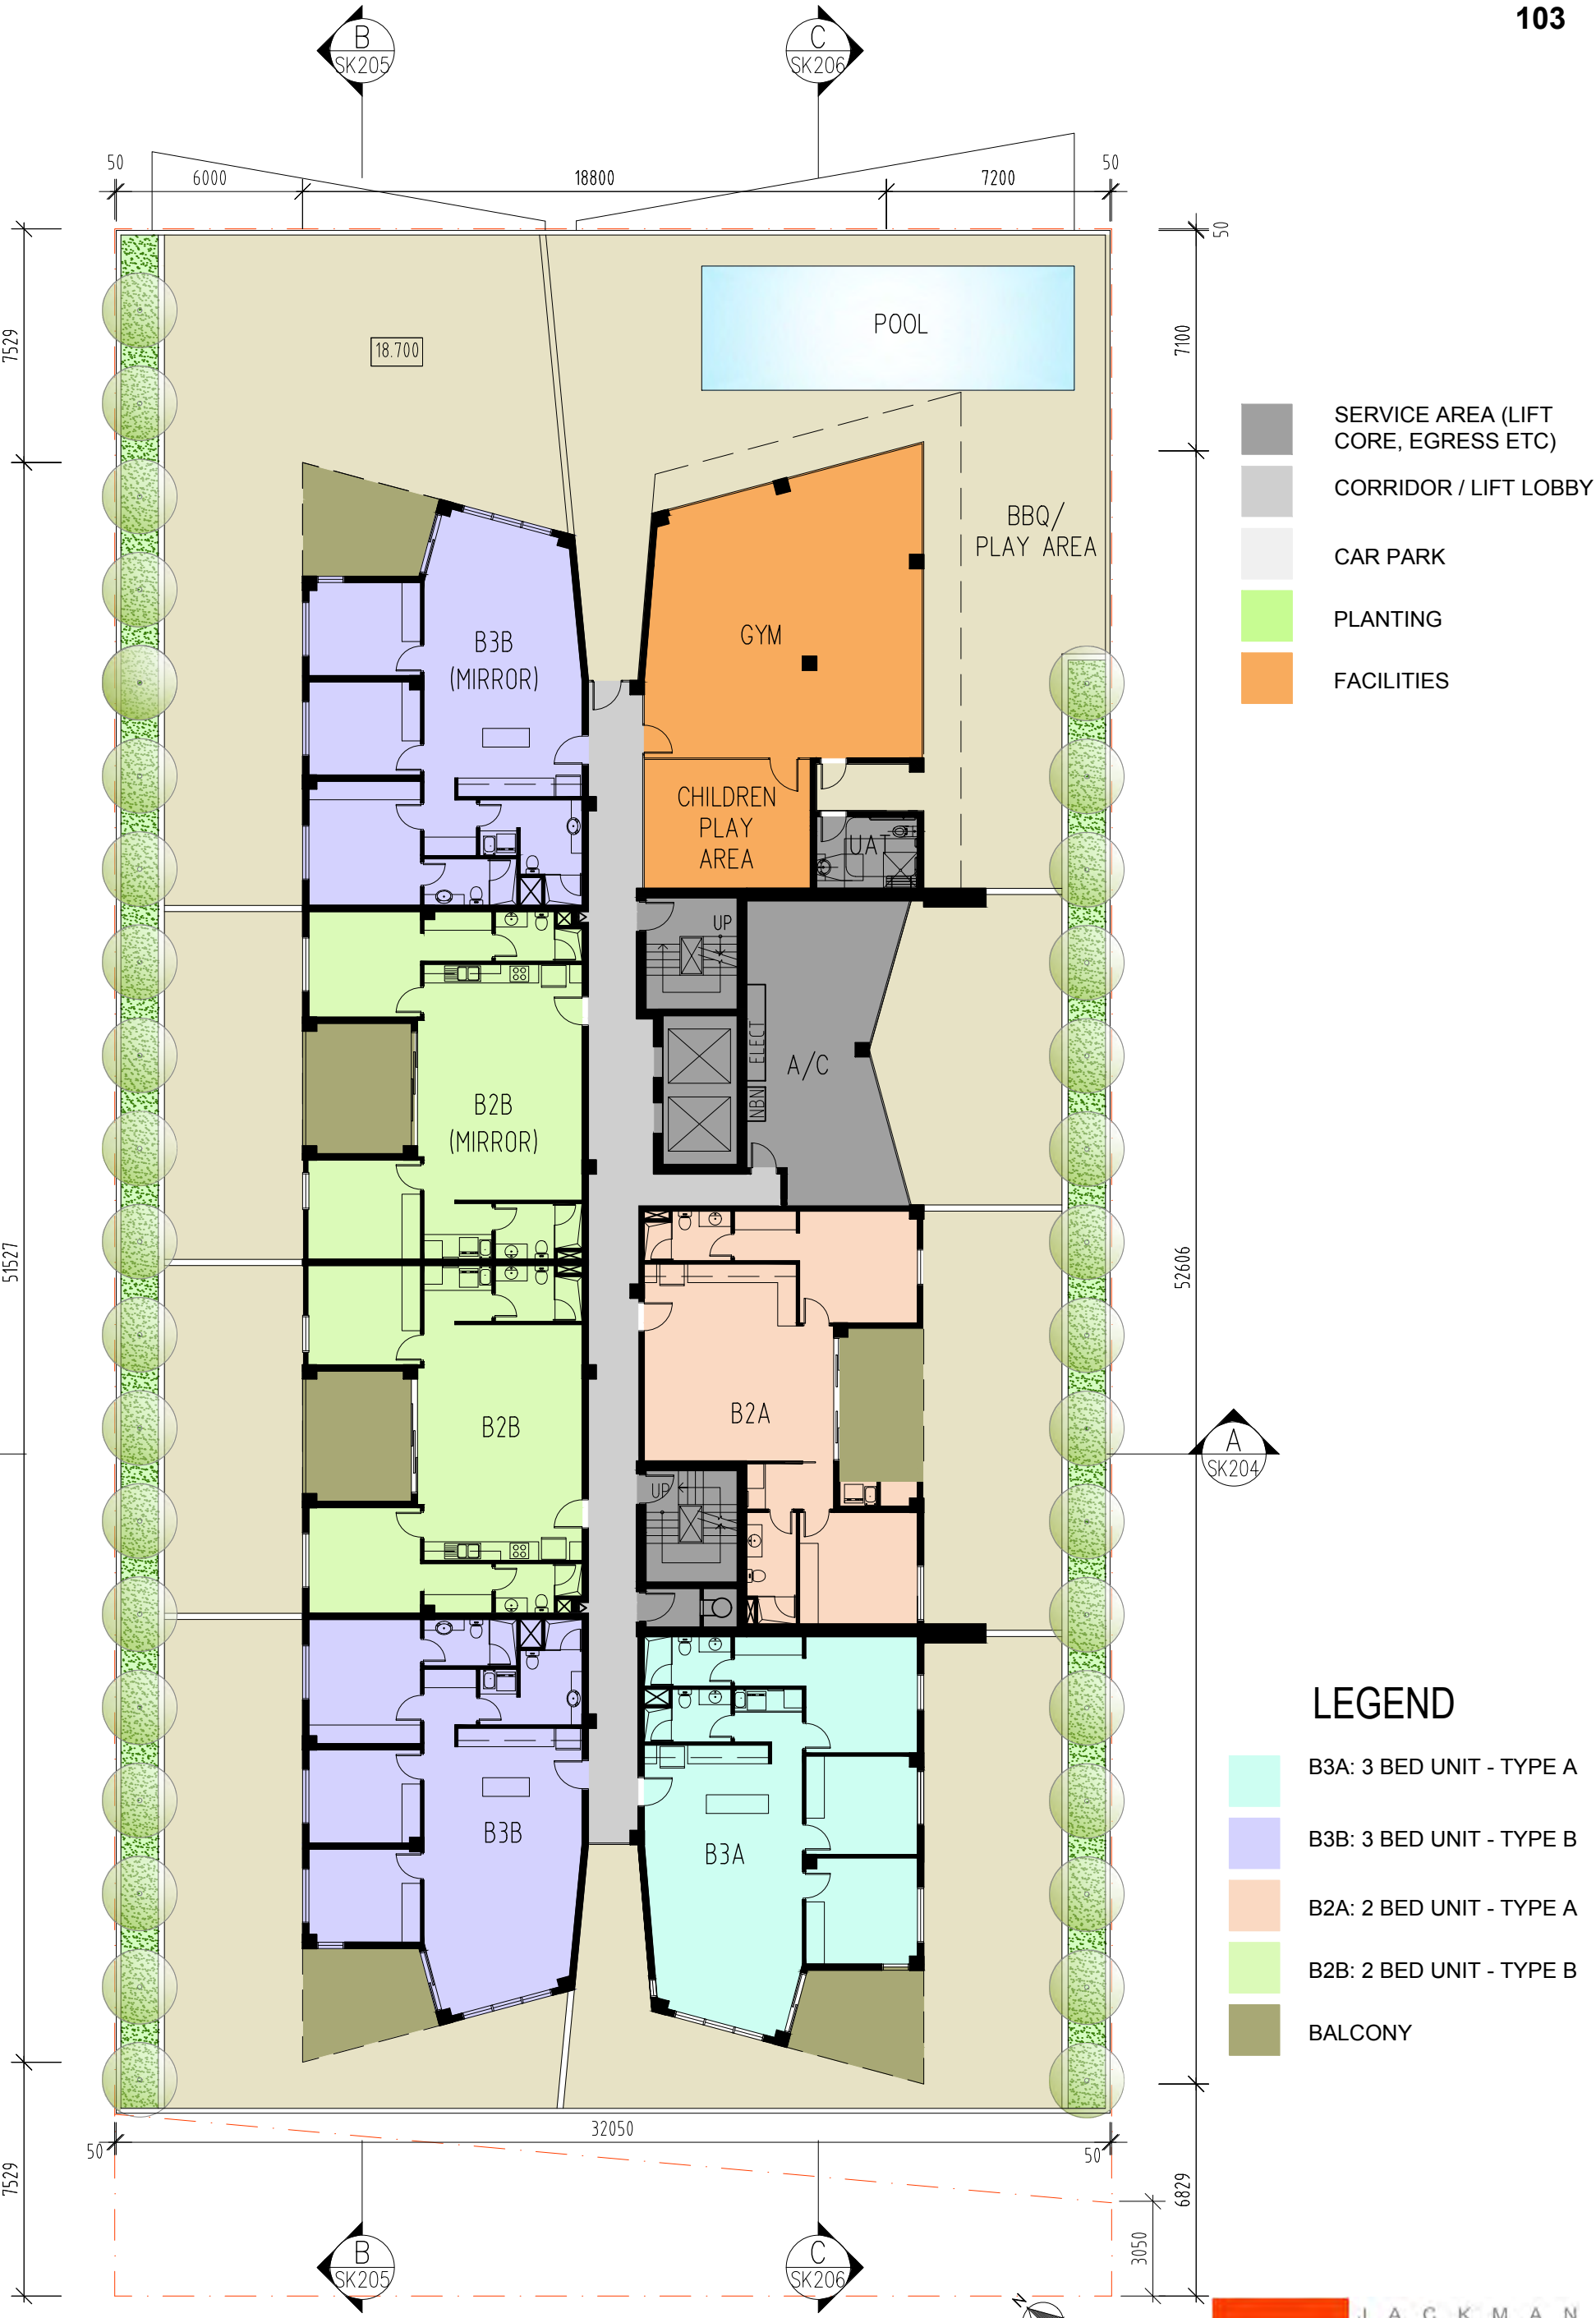 103
B
SK205
C
SK206
50
6000
18800
7200
50
50
7529
7100
POOL
18.700
SERVICE AREA (LIFT
CORE, EGRESS ETC)
CORRIDOR / LIFT LOBBY
CAR PARK
PLANTING
FACILITIES
BBQ/
PLAY AREA
GYM
B3B
(MIRROR)
CHILDREN
PLAY
AREA
UAT
UP
ELECT
A/C
NBN
B2B
(MIRROR)
51527
52606
B2A
B2B
A
SK204
UP
LEGEND
B3A: 3 BED UNIT - TYPE A
B3B: 3 BED UNIT - TYPE B
B2A: 2 BED UNIT - TYPE A
B2B: 2 BED UNIT - TYPE B
BALCONY
B3B
B3A
32050
50
50
7529
6829
3050
B
SK205
C
SK206
N
JACKMAN